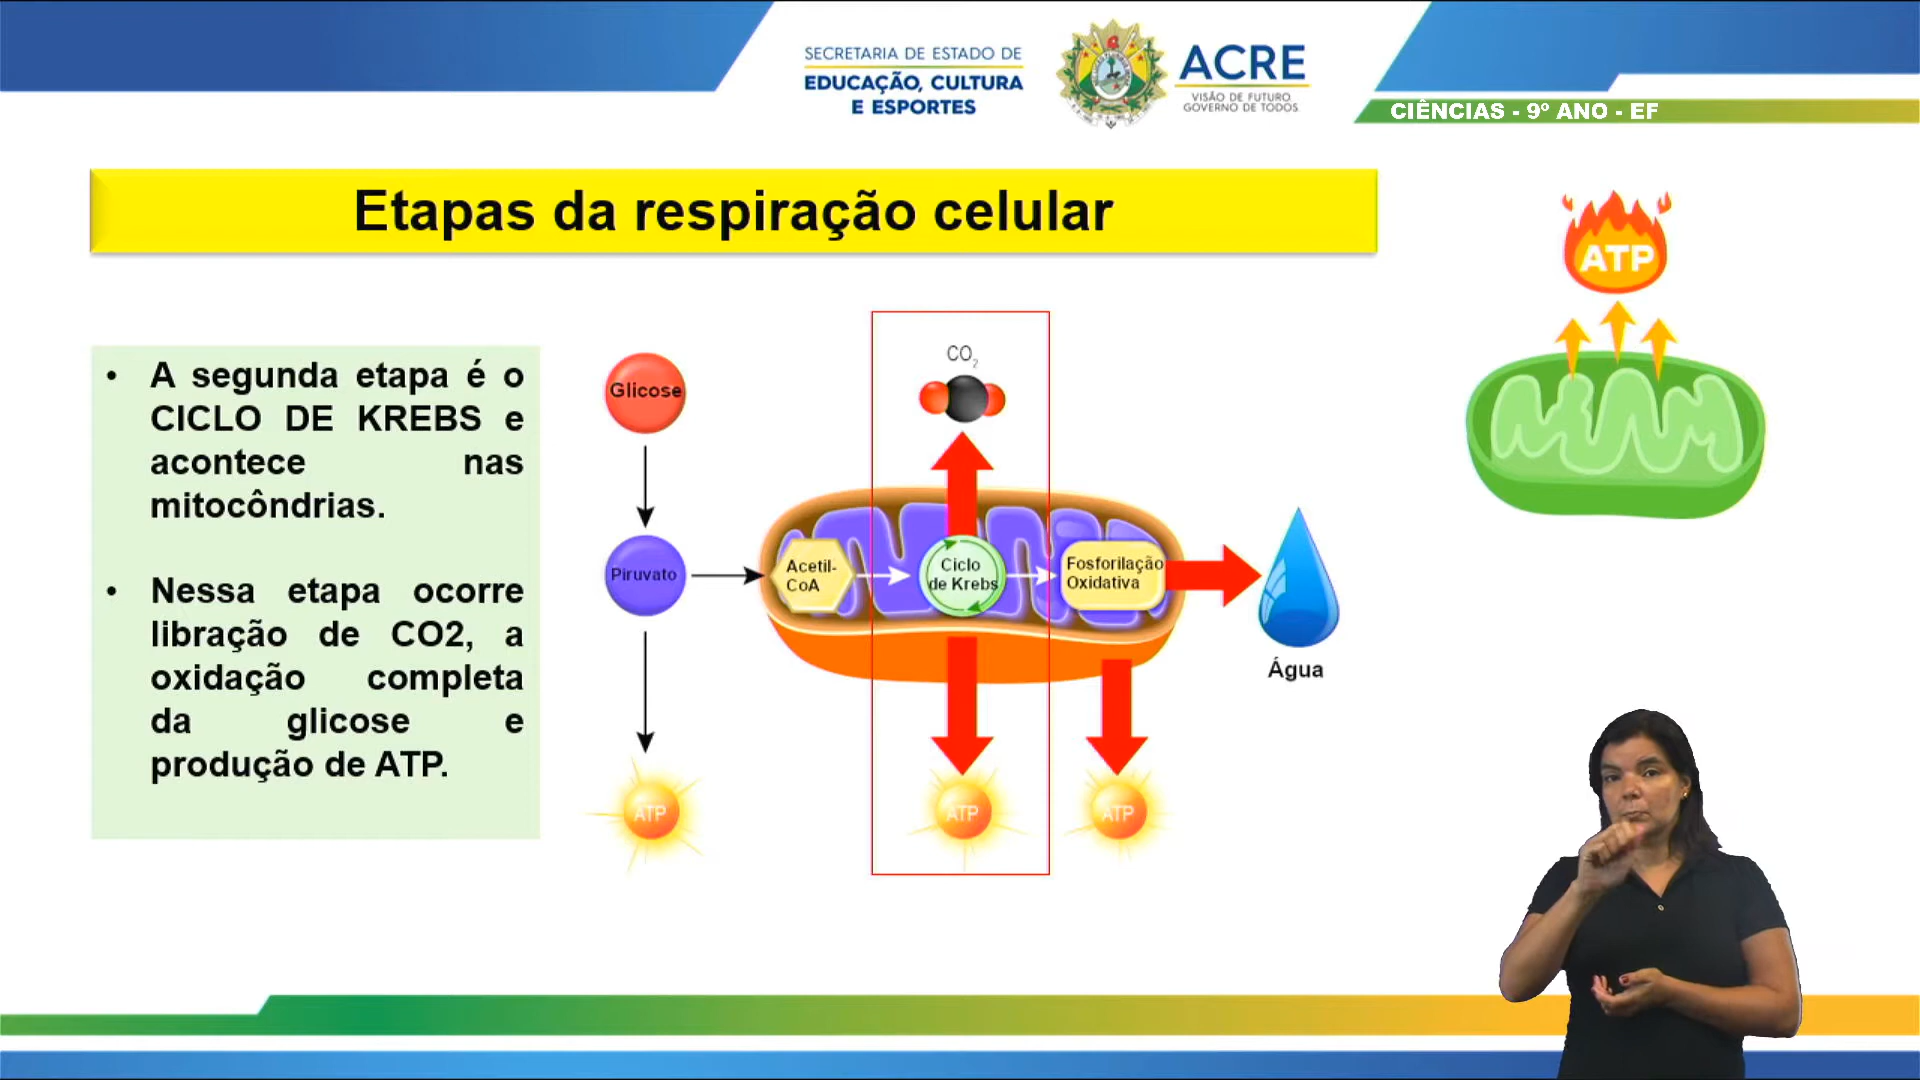 SECRETARIA DE ESTADO DE
EDUCAÇÃO, CULTURA
E ESPORTES
ACRE
VISÃO DE FUTURO
GOVERNO DE TODOS
CIÊNCIAS - 9º ANO - EF
Etapas da respiração celular
ATP
• A segunda etapa é o
CICLO DE KREBS e
acontece nas
mitocôndrias.
• Nessa etapa ocorre
libração de CO2, a
oxidação completa
da glicose e
produção de ATP.
Glicose
CO2
Piruvato
Acetil-
CoA
Ciclo
de Krebs
Fosforilação
Oxidativa
Água
ATP
ATP
ATP